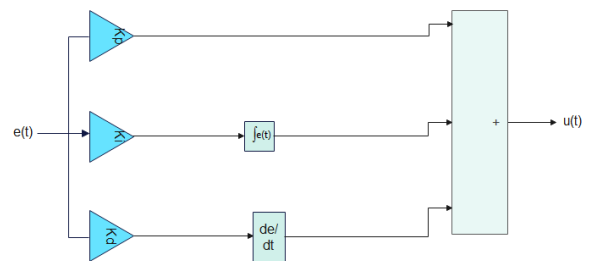 Kp
e(t)
Ki
∫e(t)
+
u(t)
Kd
de/
dt